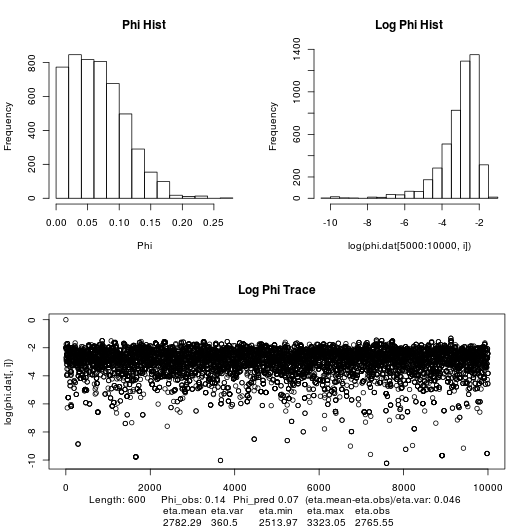 Phi Hist
Log Phi Hist
Frequency
0 200 400 600 800
0.00 0.05 0.10 0.15 0.20 0.25
Phi
Frequency
0 200 600 1000 1400
-10 -8 -6 -4 -2
log(phi.dat[5000:10000, i])
Log Phi Trace
log(phi.dat[, i])
0 -2 -4 -6 -8 -10
0 2000 4000 6000 8000 10000
Length: 600 Phi_obs: 0.14 Phi_pred 0.07 (eta.mean-eta.obs)/eta.var: 0.046
eta.mean eta.var eta.min eta.max eta.obs
2782.29 360.5 2513.97 3323.05 2765.55